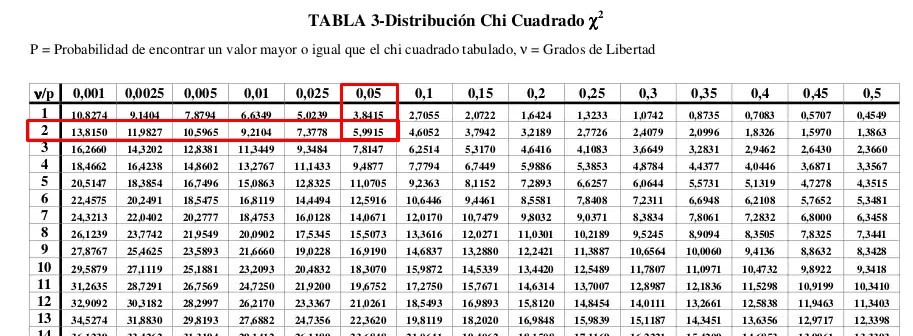 TABLA 3-Distribución Chi Cuadrado χ²
P = Probabilidad de encontrar un valor mayor o igual que el chi cuadrado tabulado, ν = Grados de Libertad
ν/p 0,001 0,0025 0,005 0,01 0,025 0,05 0,1 0,15 0,2 0,25 0,3 0,35 0,4 0,45 0,5
1 10,8274 9,1404 7,8794 6,6349 5,0239 3,8415 2,7055 2,0722 1,6424 1,3233 1,0742 0,8735 0,7083 0,5707 0,4549
2 13,8150 11,9827 10,5965 9,2104 7,3778 5,9915 4,6052 3,7942 3,2189 2,7726 2,4079 2,0996 1,8326 1,5970 1,3863
3 16,2660 14,3202 12,8381 11,3449 9,3484 7,8147 6,2514 5,3170 4,6416 4,1083 3,6649 3,2831 2,9462 2,6430 2,3660
4 18,4662 16,4238 14,8602 13,2767 11,1433 9,4877 7,7794 6,7449 5,9886 5,3853 4,8784 4,4377 4,0446 3,6871 3,3567
5 20,5147 18,3854 16,7496 15,0863 12,8325 11,0705 9,2363 8,1152 7,2893 6,6257 6,0644 5,5731 5,1319 4,7278 4,3515
6 22,4575 20,2491 18,5475 16,8119 14,4494 12,5916 10,6446 9,4461 8,5581 7,8408 7,2311 6,6948 6,2108 5,7652 5,3481
7 24,3213 22,0402 20,2777 18,4753 16,0128 14,0671 12,0170 10,7479 9,8032 9,0371 8,3834 7,8061 7,2832 6,8000 6,3458
8 26,1239 23,7742 21,9549 20,0902 17,5345 15,5073 13,3616 12,0271 11,0301 10,2189 9,5245 8,9094 8,3505 7,8325 7,3441
9 27,8767 25,4625 23,5893 21,6660 19,0228 16,9190 14,6837 13,2880 12,2421 11,3887 10,6564 10,0060 9,4136 8,8632 8,3428
10 29,5879 27,1119 25,1881 23,2093 20,4832 18,3070 15,9872 14,5339 13,4420 12,5489 11,7807 11,0971 10,4732 9,8922 9,3418
11 31,2635 28,7291 26,7569 24,7250 21,9200 19,6752 17,2750 15,7671 14,6314 13,7007 12,8987 12,1836 11,5298 10,9199 10,3410
12 32,9092 30,3182 28,2997 26,2170 23,3367 21,0261 18,5493 16,9893 15,8120 14,8454 14,0111 13,2661 12,5838 11,9463 11,3403
13 34,5274 31,8830 29,8193 27,6882 24,7356 22,3620 19,8119 18,2020 16,9848 15,9839 15,1187 14,3451 13,6356 12,9717 12,3398